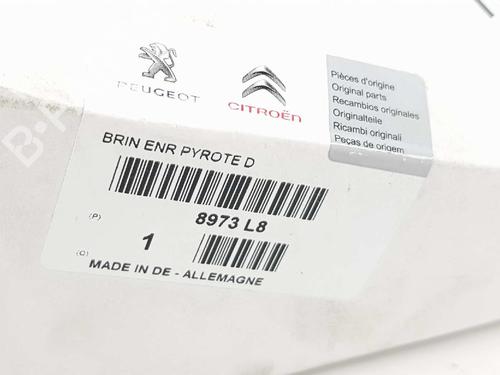 PEUGEOT
CITROËN
Pièces d'origine
Original parts
Recambios originales
Originalteile
Ricambi originali
Peças de origem
BRIN ENR PYROTE D
(P) 8973 L8
(Q) 1
MADE IN DE - ALLEMAGNE